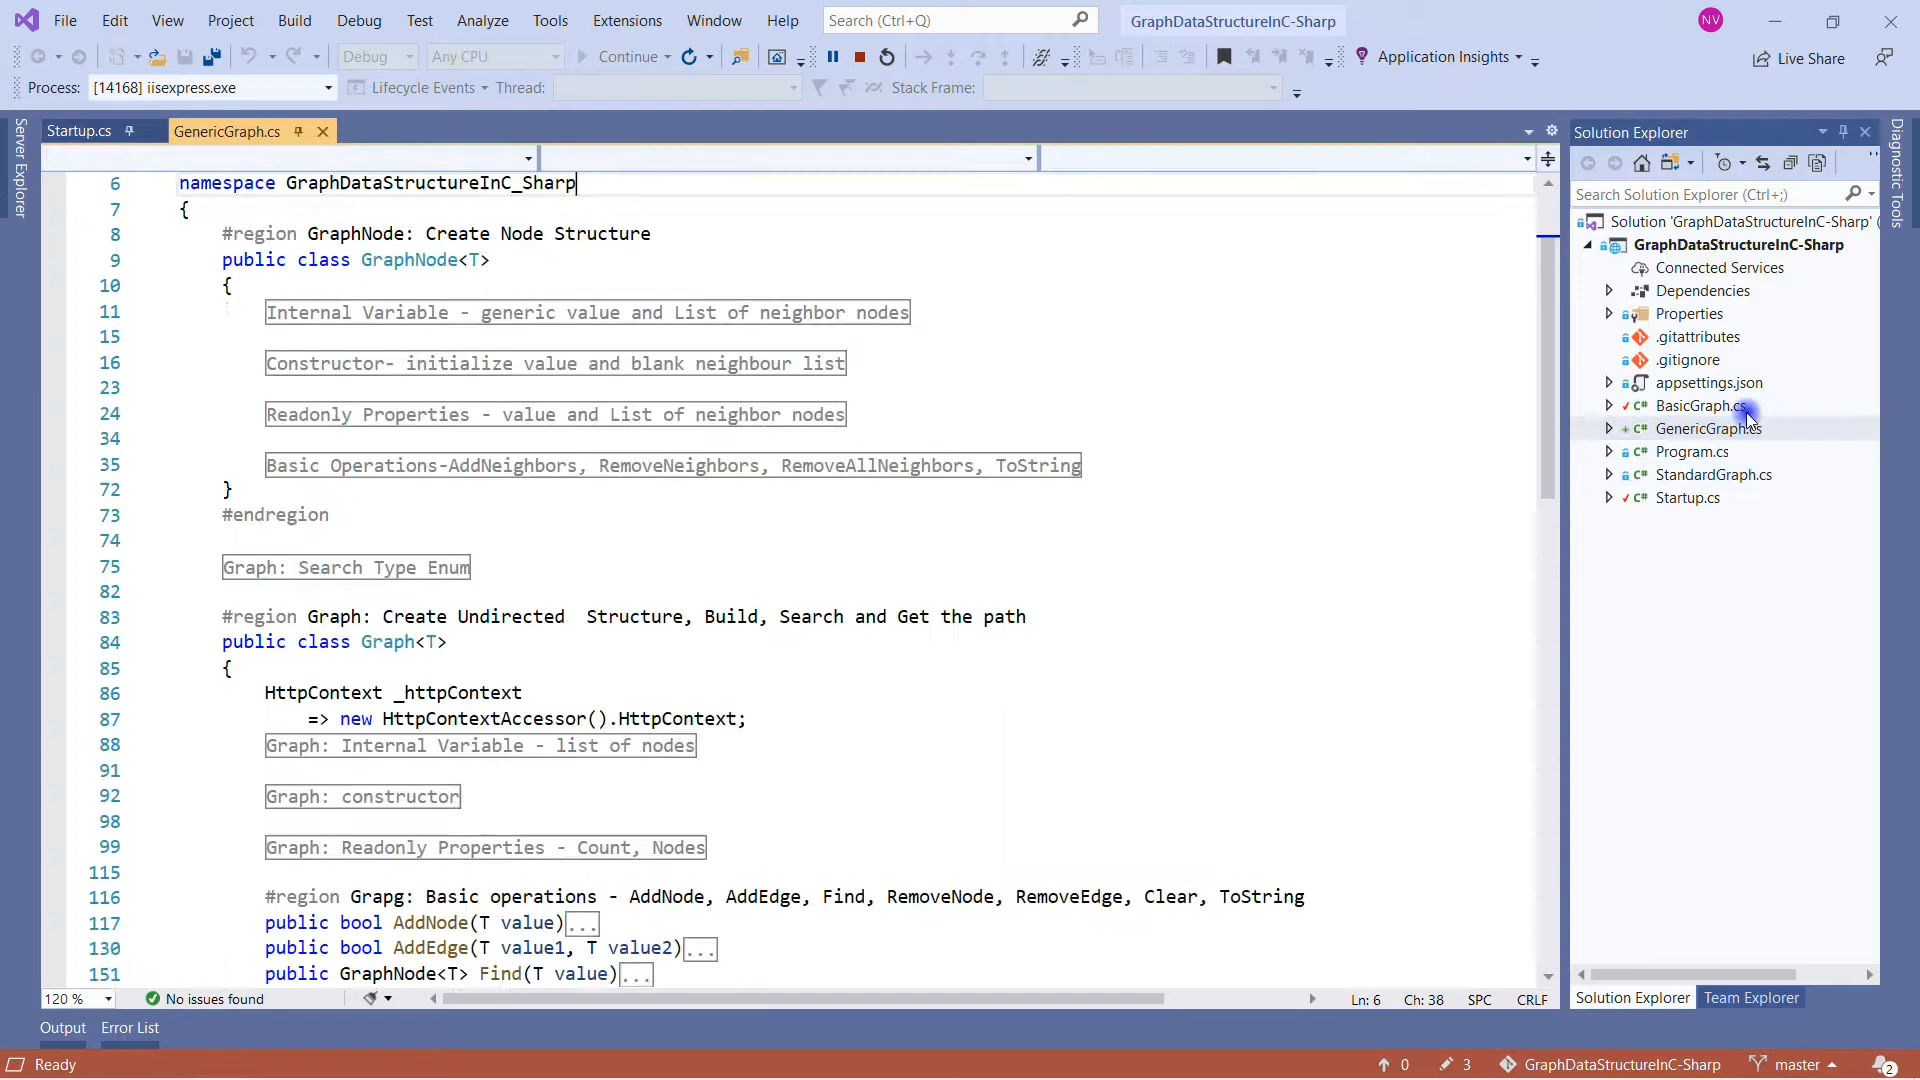 File Edit View Project Build Debug Test Analyze Tools Extensions Window Help Search (Ctrl+Q) GraphDataStructureInC-Sharp NV
Debug Any CPU Continue Application Insights Live Share
Process: [14168] iisexpress.exe Lifecycle Events Thread: Stack Frame:
Server Explorer
Startup.cs GenericGraph.cs
6 namespace GraphDataStructureInC_Sharp
7 {
8 #region GraphNode: Create Node Structure
9 public class GraphNode<T>
10 {
11 Internal Variable - generic value and List of neighbor nodes
15
16 Constructor- initialize value and blank neighbour list
23
24 Readonly Properties - value and List of neighbor nodes
34
35 Basic Operations-AddNeighbors, RemoveNeighbors, RemoveAllNeighbors, ToString
72 }
73 #endregion
74
75 Graph: Search Type Enum
82
83 #region Graph: Create Undirected  Structure, Build, Search and Get the path
84 public class Graph<T>
85 {
86 HttpContext _httpContext
87 => new HttpContextAccessor().HttpContext;
88 Graph: Internal Variable - list of nodes
91
92 Graph: constructor
98
99 Graph: Readonly Properties - Count, Nodes
115
116 #region Grapg: Basic operations - AddNode, AddEdge, Find, RemoveNode, RemoveEdge, Clear, ToString
117 public bool AddNode(T value)...
130 public bool AddEdge(T value1, T value2)...
151 public GraphNode<T> Find(T value)...
120 % No issues found Ln: 6 Ch: 38 SPC CRLF
Solution Explorer
Search Solution Explorer (Ctrl+;)
Solution 'GraphDataStructureInC-Sharp' (
GraphDataStructureInC-Sharp
Connected Services
Dependencies
Properties
.gitattributes
.gitignore
appsettings.json
BasicGraph.cs
GenericGraph.cs
Program.cs
StandardGraph.cs
Startup.cs
Solution Explorer Team Explorer
Diagnostic Tools
Output Error List
Ready 0 3 GraphDataStructureInC-Sharp master 2